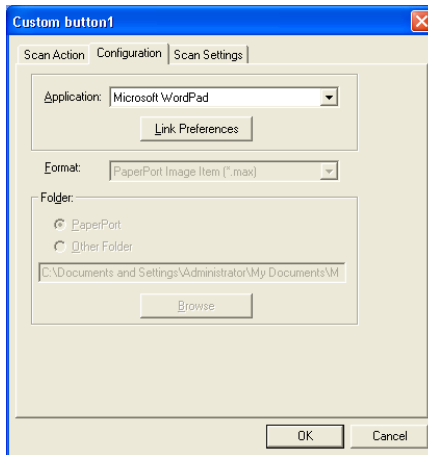 Custom button1
Scan Action Configuration Scan Settings
Application: Microsoft WordPad
Link Preferences
Format: PaperPort Image Item (*.max)
Folder:
PaperPort
Other Folder
C:\Documents and Settings\Administrator\My Documents\M
Browse
OK Cancel